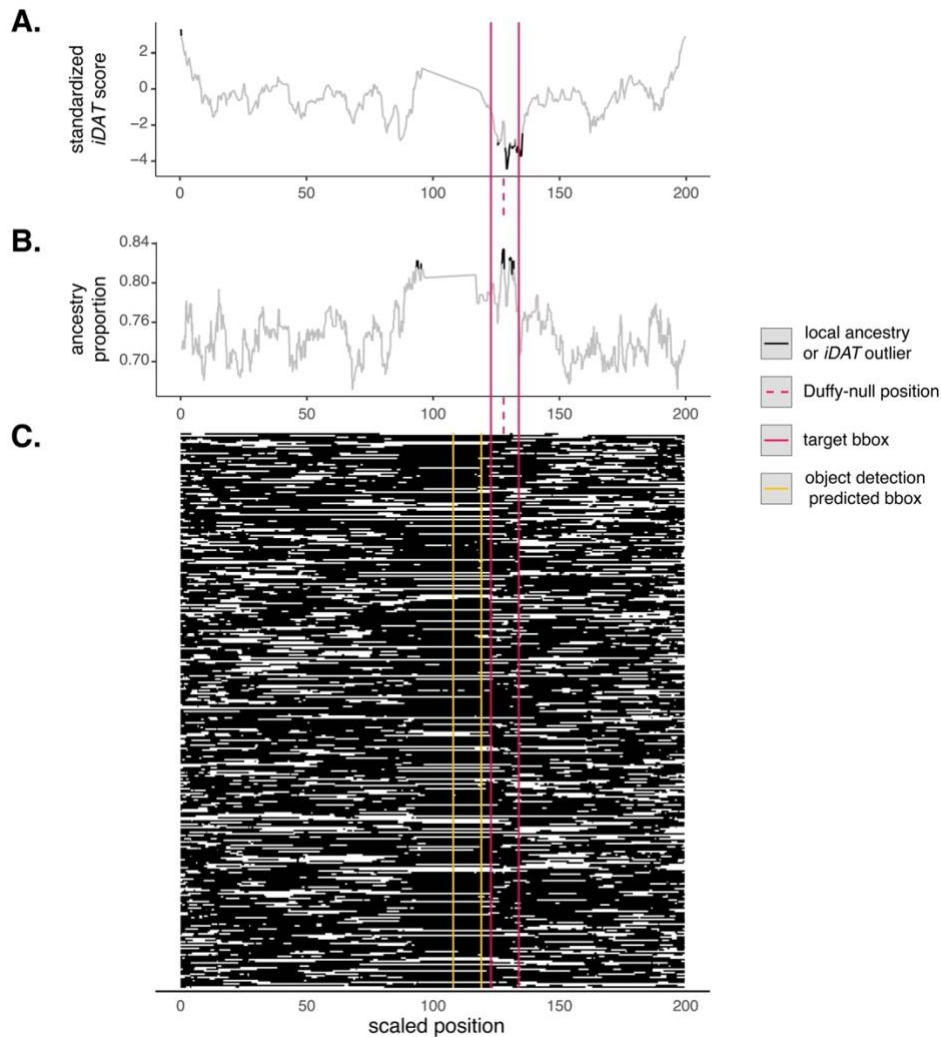 A.
standardized
iDAT score
2
0
−2
−4
0 50 100 150 200
B.
ancestry
proportion
0.84
0.80
0.76
0.70
0 50 100 150 200
C.
0 50 100 150 200
scaled position
local ancestry
or iDAT outlier
Duffy-null position
target bbox
object detection
predicted bbox